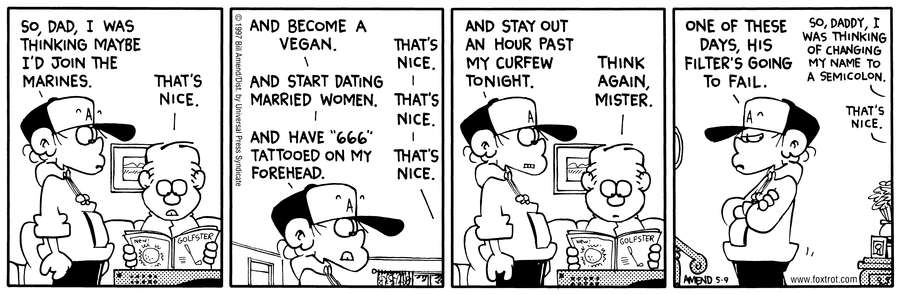 SO, DAD, I WAS
THINKING MAYBE
I'D JOIN THE
MARINES.
THAT'S
NICE.
A
NEW!
GOLFSTER
© 1997 Bill Amend/Dist. by Universal Press Syndicate
AND BECOME A
VEGAN.
THAT'S
NICE.
AND START DATING
MARRIED WOMEN.
THAT'S
NICE.
AND HAVE "666"
TATTOOED ON MY
FOREHEAD.
THAT'S
NICE.
A
AND STAY OUT
AN HOUR PAST
MY CURFEW
TONIGHT.
THINK
AGAIN,
MISTER.
A
NEW!
GOLFSTER
ONE OF THESE
DAYS, HIS
FILTER'S GOING
TO FAIL.
SO, DADDY, I
WAS THINKING
OF CHANGING
MY NAME TO
A SEMICOLON.
THAT'S
NICE.
A
AMEND 5-9
www.foxtrot.com